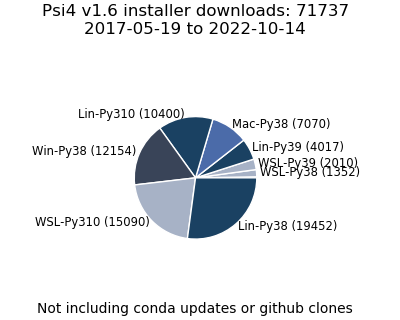 Psi4 v1.6 installer downloads: 71737
2017-05-19 to 2022-10-14
Lin-Py310 (10400)
Mac-Py38 (7070)
Lin-Py39 (4017)
Win-Py38 (12154)
WSL-Py39 (2010)
WSL-Py38 (1352)
WSL-Py310 (15090)
Lin-Py38 (19452)
Not including conda updates or github clones